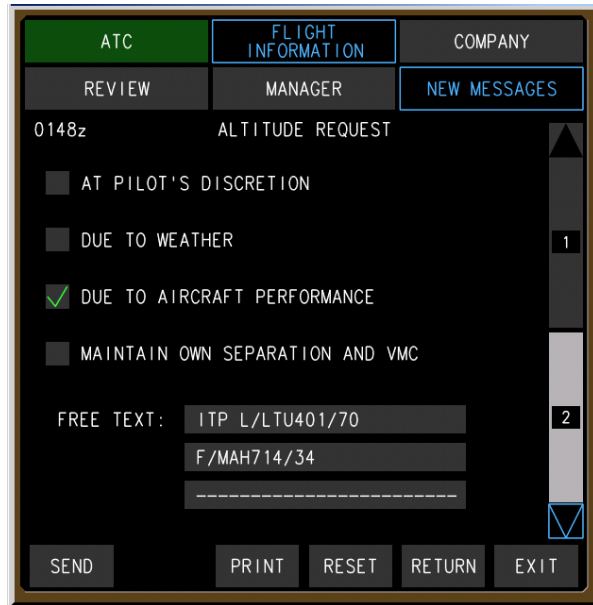 ATC FLIGHT INFORMATION COMPANY
REVIEW MANAGER NEW MESSAGES
0148z ALTITUDE REQUEST
AT PILOT'S DISCRETION
DUE TO WEATHER 1
DUE TO AIRCRAFT PERFORMANCE
MAINTAIN OWN SEPARATION AND VMC
FREE TEXT: ITP L/LTU401/70 2
F/MAH714/34
------------------------
SEND PRINT RESET RETURN EXIT